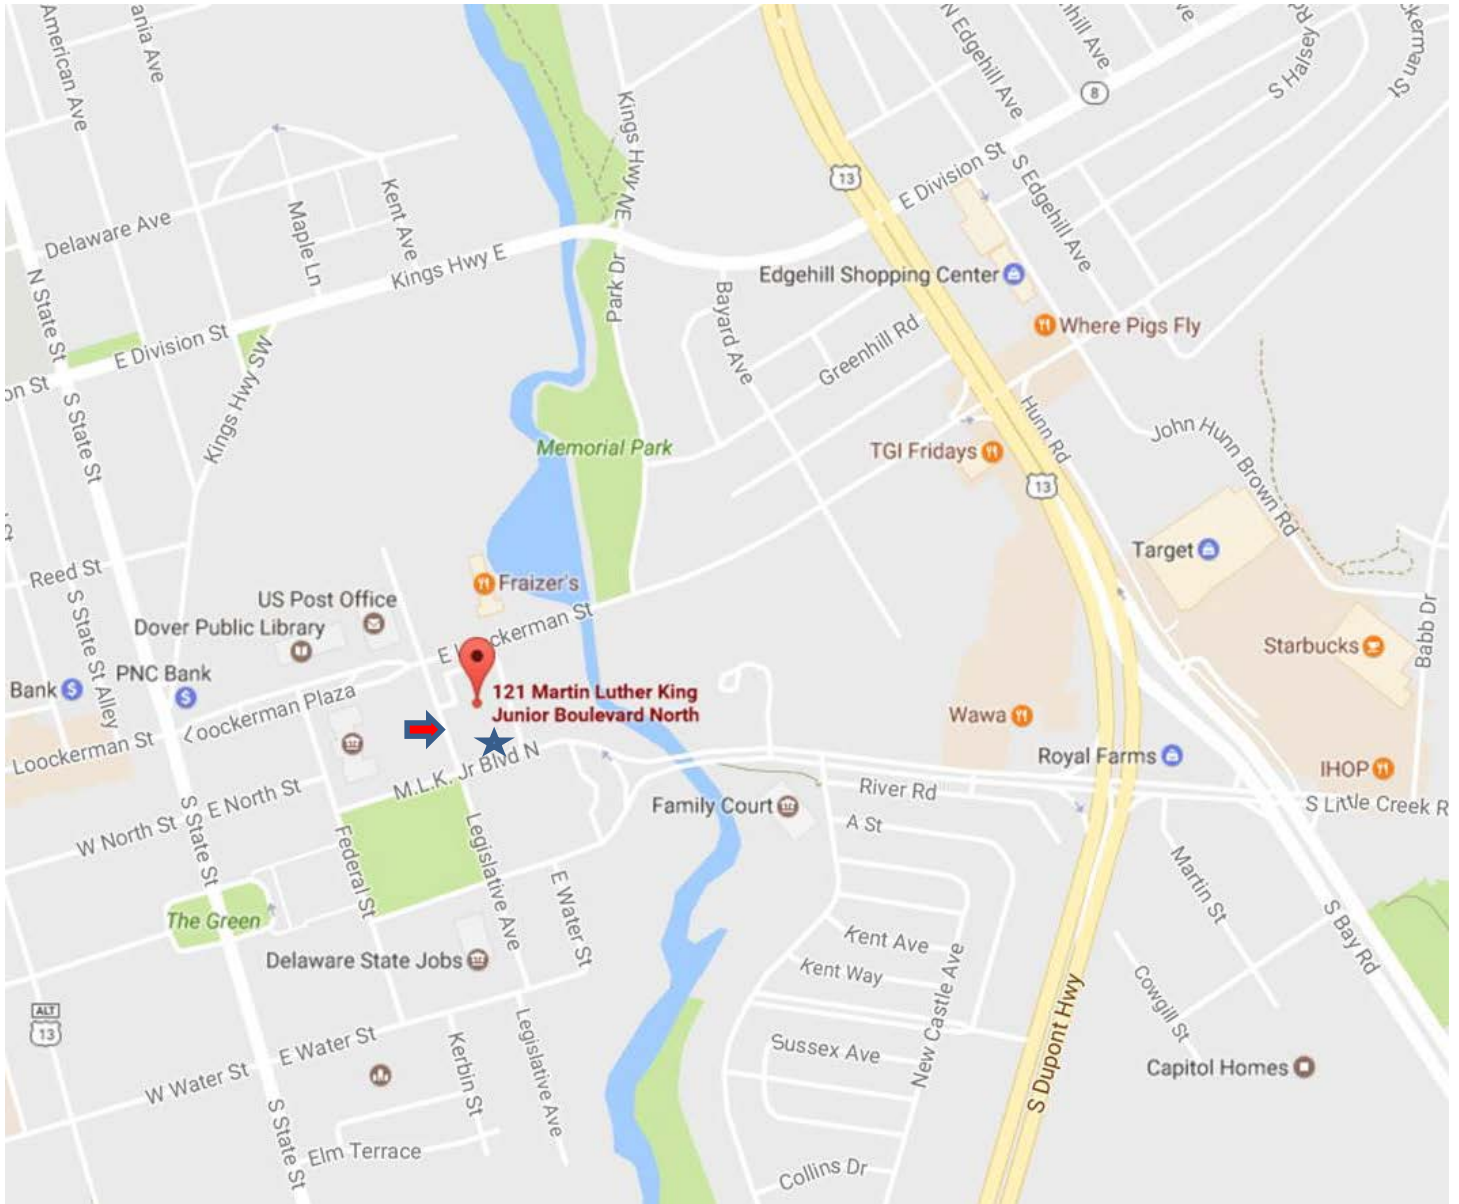 American Ave
ania Ave
Kings Hwy NE
N Edgehill Ave
nhill Ave
ve
Rd
S Halsey
ckerman St
8
Delaware Ave
Maple Ln
Kent Ave
Kings Hwy E
Park Dr
13
E Division St
S Edgehill Ave
N State St
E Division St
on St
Kings Hwy SW
Bayard Ave
Edgehill Shopping Center
Where Pigs Fly
Greenhill Rd
S State St
Memorial Park
TGI Fridays
Hunn Rd
13
John Hunn Brown Rd
Target
Reed St
S State St Alley
US Post Office
Dover Public Library
Fraizer's
Starbucks
Babb Dr
PNC Bank
Bank
Loockerman Plaza
121 Martin Luther King
Junior Boulevard North
Wawa
Loockerman St
M.L.K. Jr Blvd N
Royal Farms
IHOP
River Rd
S Little Creek R
W North St
E North St
S State St
Family Court
A St
Federal St
Legislative Ave
E Water St
Martin St
S Bay Rd
The Green
Delaware State Jobs
Kent Ave
Kent Way
New Castle Ave
Cowgill St
S Dupont Hwy
ALT
13
W Water St
E Water St
Kerbin St
Legislative Ave
Sussex Ave
Capitol Homes
S State St
Elm Terrace
Collins Dr